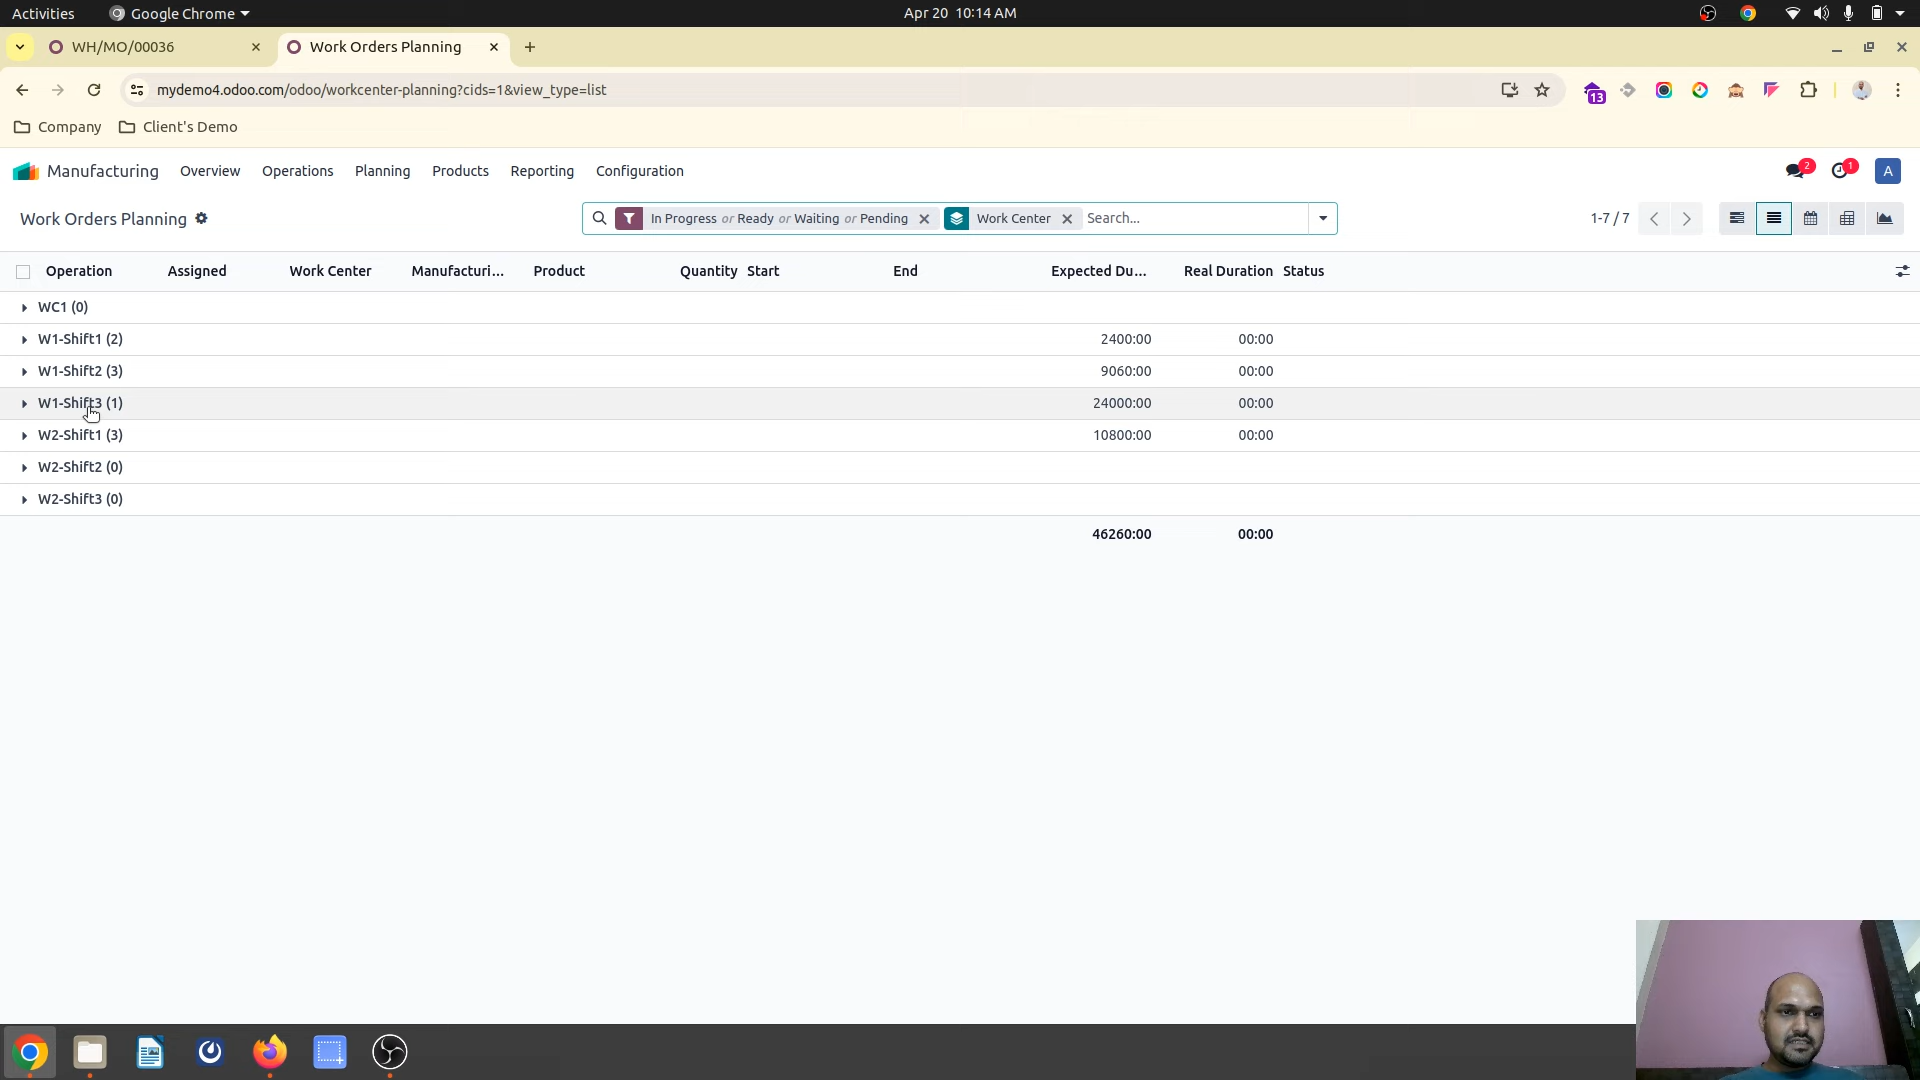 Activities Google Chrome Apr 20 10:14 AM
WH/MO/00036 Work Orders Planning
mydemo4.odoo.com/odoo/workcenter-planning?cids=1&view_type=list 13
Company Client's Demo
Manufacturing Overview Operations Planning Products Reporting Configuration 2 1 A
Work Orders Planning In Progress or Ready or Waiting or Pending Work Center Search... 1-7 / 7
Operation Assigned Work Center Manufacturi... Product Quantity Start End Expected Du... Real Duration Status
WC1 (0)
W1-Shift1 (2) 2400:00 00:00
W1-Shift2 (3) 9060:00 00:00
W1-Shift3 (1) 24000:00 00:00
W2-Shift1 (3) 10800:00 00:00
W2-Shift2 (0)
W2-Shift3 (0)
46260:00 00:00